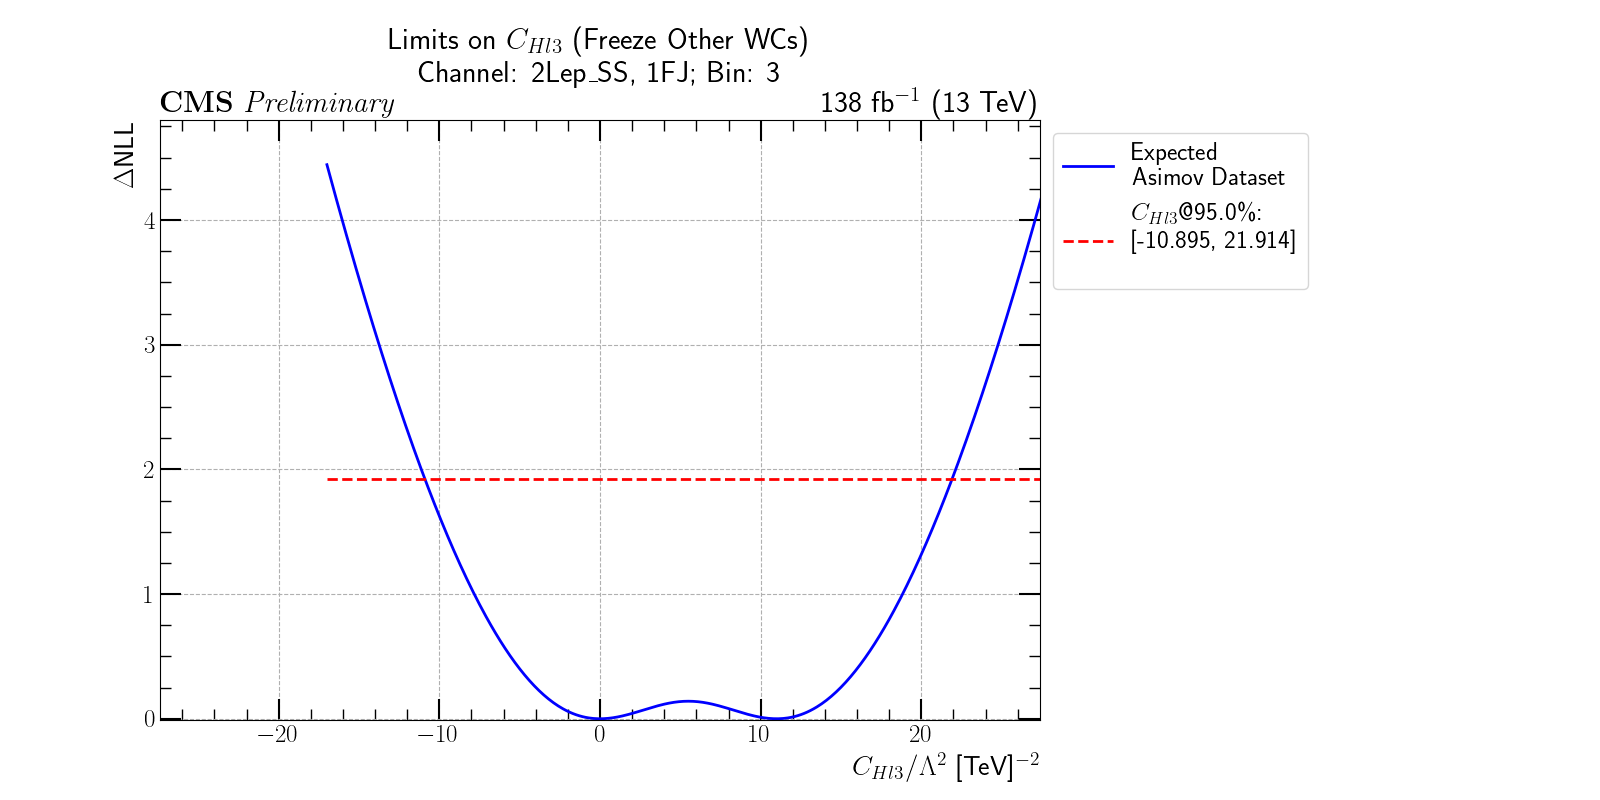 Limits on C_{Hl3} (Freeze Other WCs)
Channel: 2Lep_SS, 1FJ; Bin: 3
CMS Preliminary 138 fb⁻¹ (13 TeV)
ΔNLL
4
3
2
1
0
−20 −10 0 10 20
C_{Hl3}/Λ² [TeV]⁻²
Expected
Asimov Dataset
C_{Hl3}@95.0%:
[-10.895, 21.914]